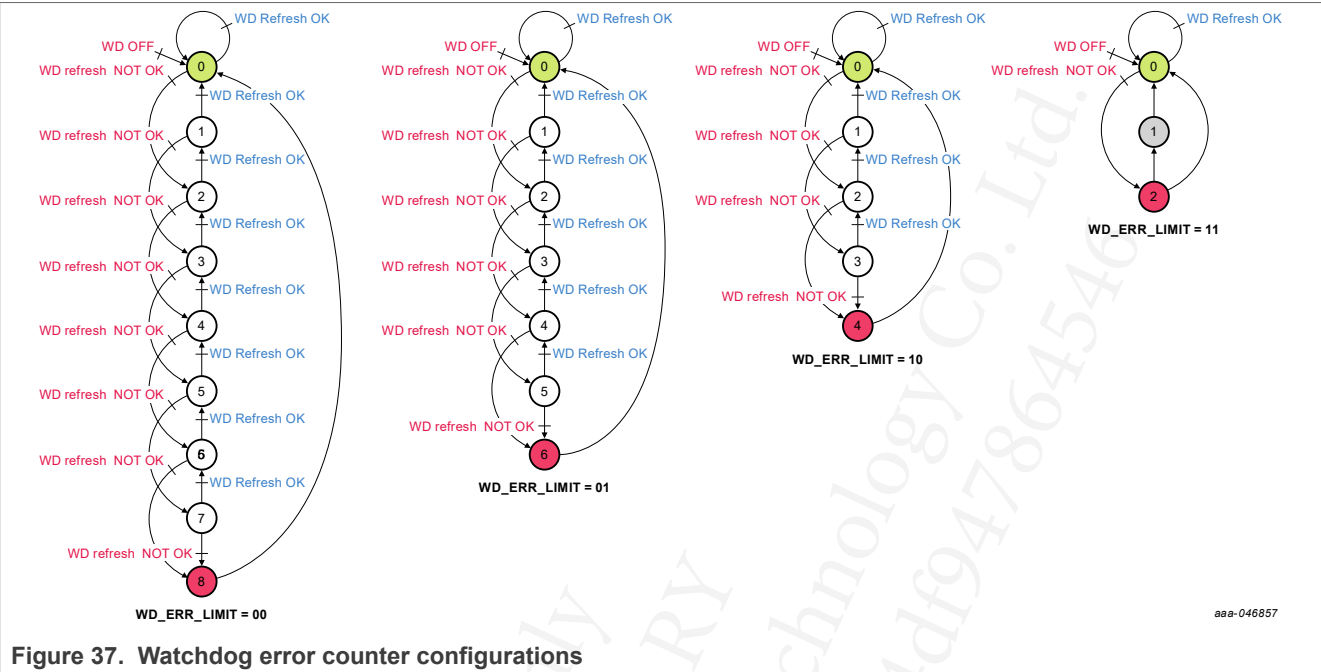 WD Refresh OK
WD OFF
WD refresh NOT OK
0
WD Refresh OK
WD refresh NOT OK
1
WD Refresh OK
WD refresh NOT OK
2
WD Refresh OK
WD refresh NOT OK
3
WD Refresh OK
WD refresh NOT OK
4
WD Refresh OK
WD refresh NOT OK
5
WD Refresh OK
WD refresh NOT OK
6
WD Refresh OK
7
WD refresh NOT OK
8
WD_ERR_LIMIT = 00
WD Refresh OK
WD OFF
WD refresh NOT OK
0
WD Refresh OK
WD refresh NOT OK
1
WD Refresh OK
WD refresh NOT OK
2
WD Refresh OK
WD refresh NOT OK
3
WD Refresh OK
WD refresh NOT OK
4
WD Refresh OK
5
WD refresh NOT OK
6
WD_ERR_LIMIT = 01
WD Refresh OK
WD OFF
WD refresh NOT OK
0
WD Refresh OK
WD refresh NOT OK
1
WD Refresh OK
WD refresh NOT OK
2
WD Refresh OK
3
WD refresh NOT OK
4
WD_ERR_LIMIT = 10
WD Refresh OK
WD OFF
WD refresh NOT OK
0
1
2
WD_ERR_LIMIT = 11
aaa-046857
Figure 37. Watchdog error counter configurations